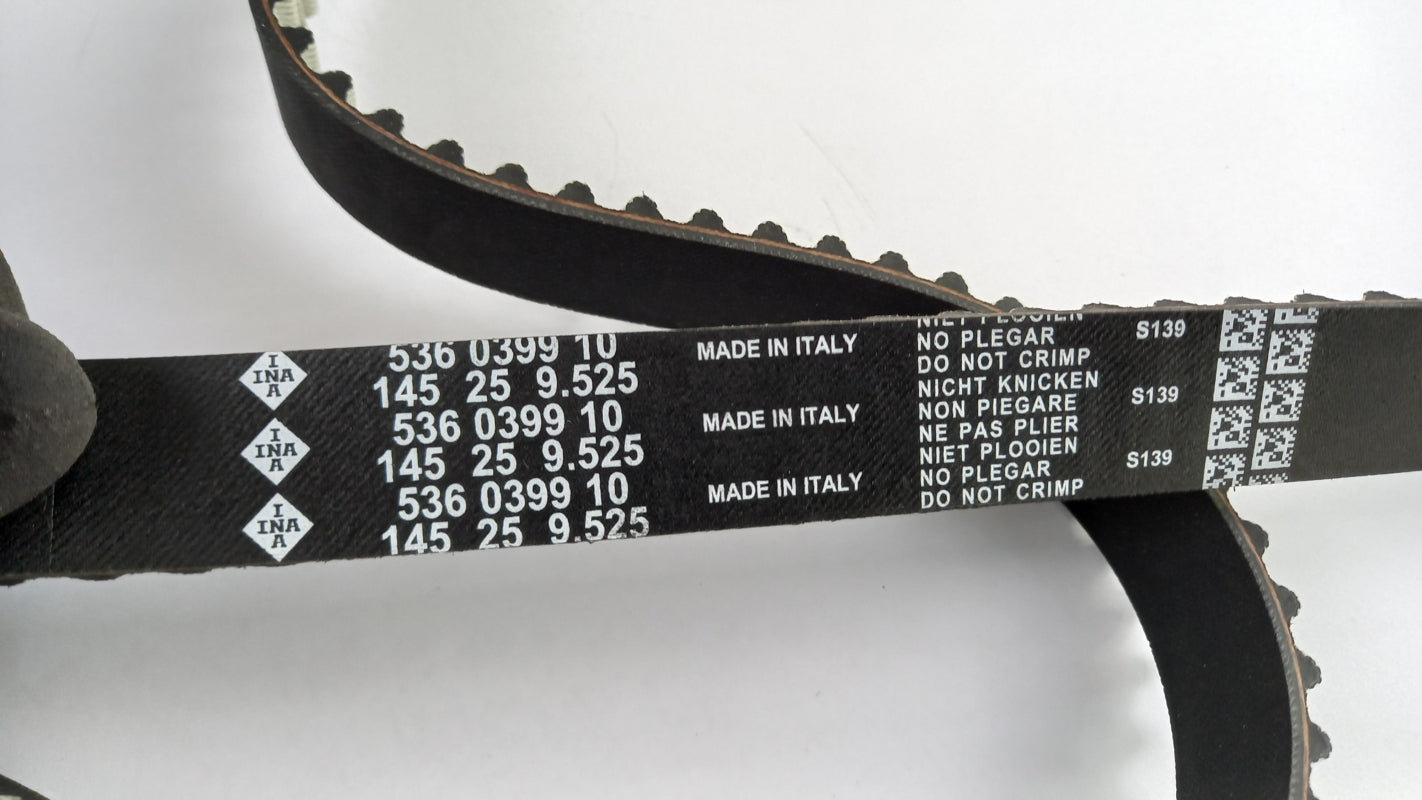 INA
536 0399 10
145 25 9.525
536 0399 10
145 25 9.525
536 0399 10
145 25 9.525
INA
INA
MADE IN ITALY
MADE IN ITALY
MADE IN ITALY
NIET PLOOIEN
NO PLEGAR
DO NOT CRIMP
NICHT KNICKEN
NON PIEGARE
NE PAS PLIER
NIET PLOOIEN
NO PLEGAR
DO NOT CRIMP
S139
S139
S139